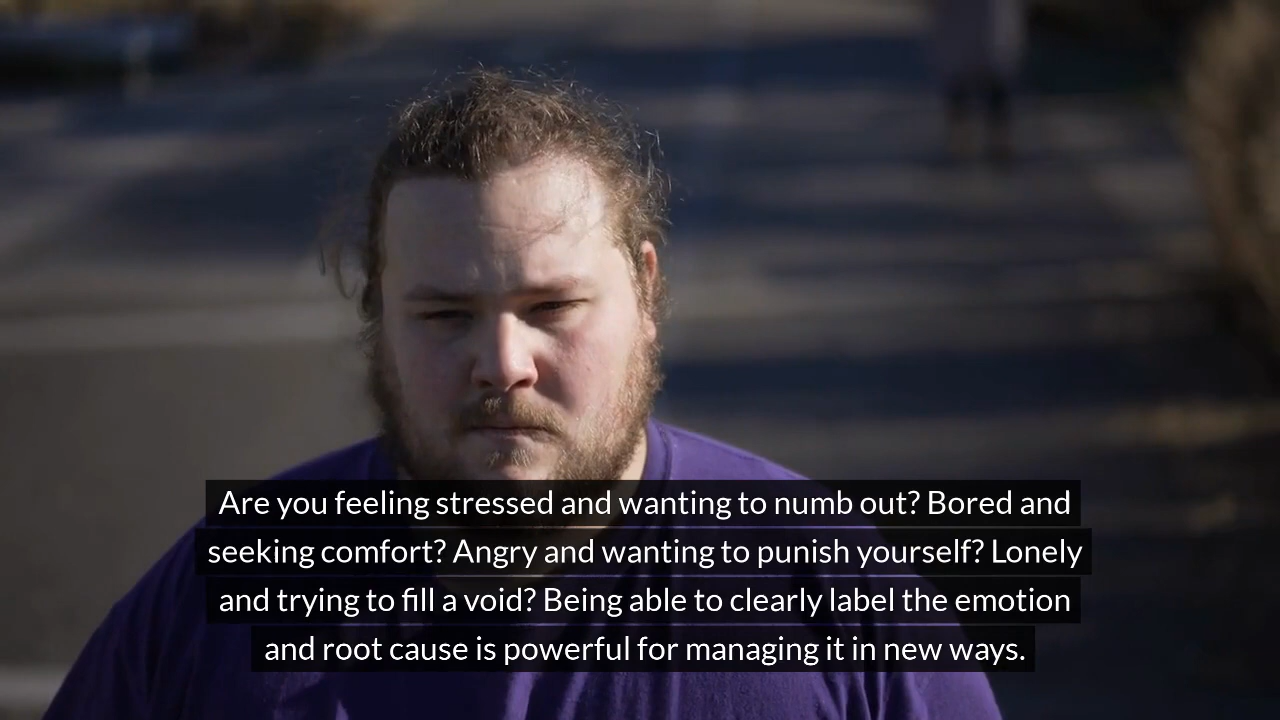 Are you feeling stressed and wanting to numb out? Bored and
seeking comfort? Angry and wanting to punish yourself? Lonely
and trying to fill a void? Being able to clearly label the emotion
and root cause is powerful for managing it in new ways.